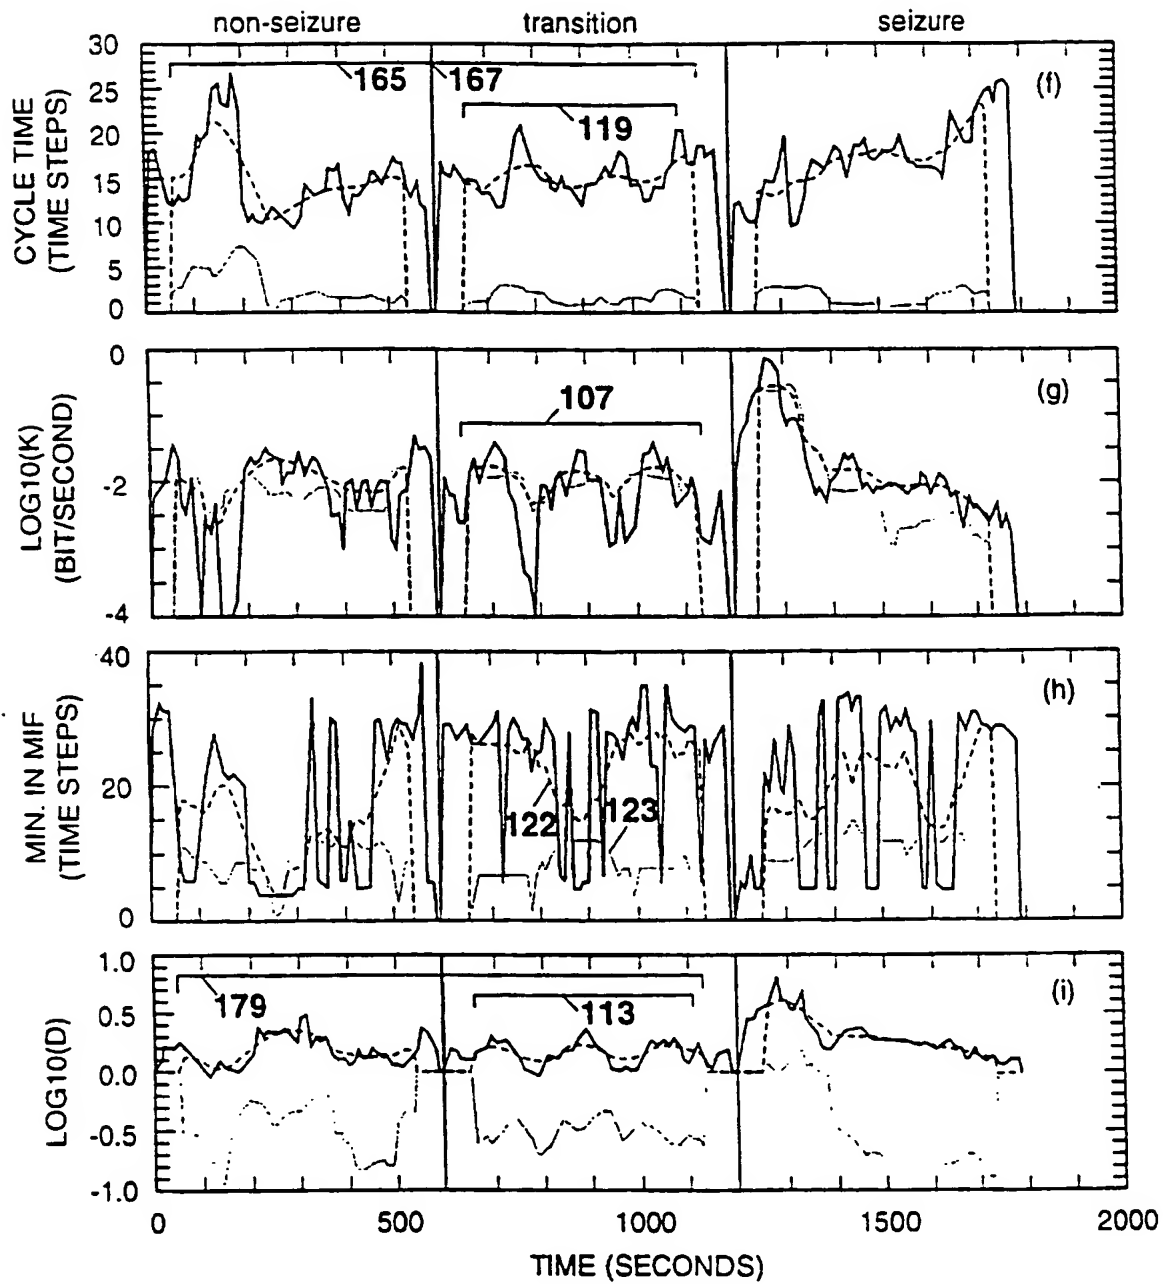 non-seizure transition seizure
30
25
20
15
10
5
0
CYCLE TIME
(TIME STEPS)
165 167
119
(f)
0
-2
-4
LOG10(K)
(BIT/SECOND)
107
(g)
40
20
0
MIN. IN MIF
(TIME STEPS)
122 123
(h)
1.0
0.5
0.0
-0.5
-1.0
LOG10(D)
179
113
(i)
0 500 1000 1500 2000
TIME (SECONDS)